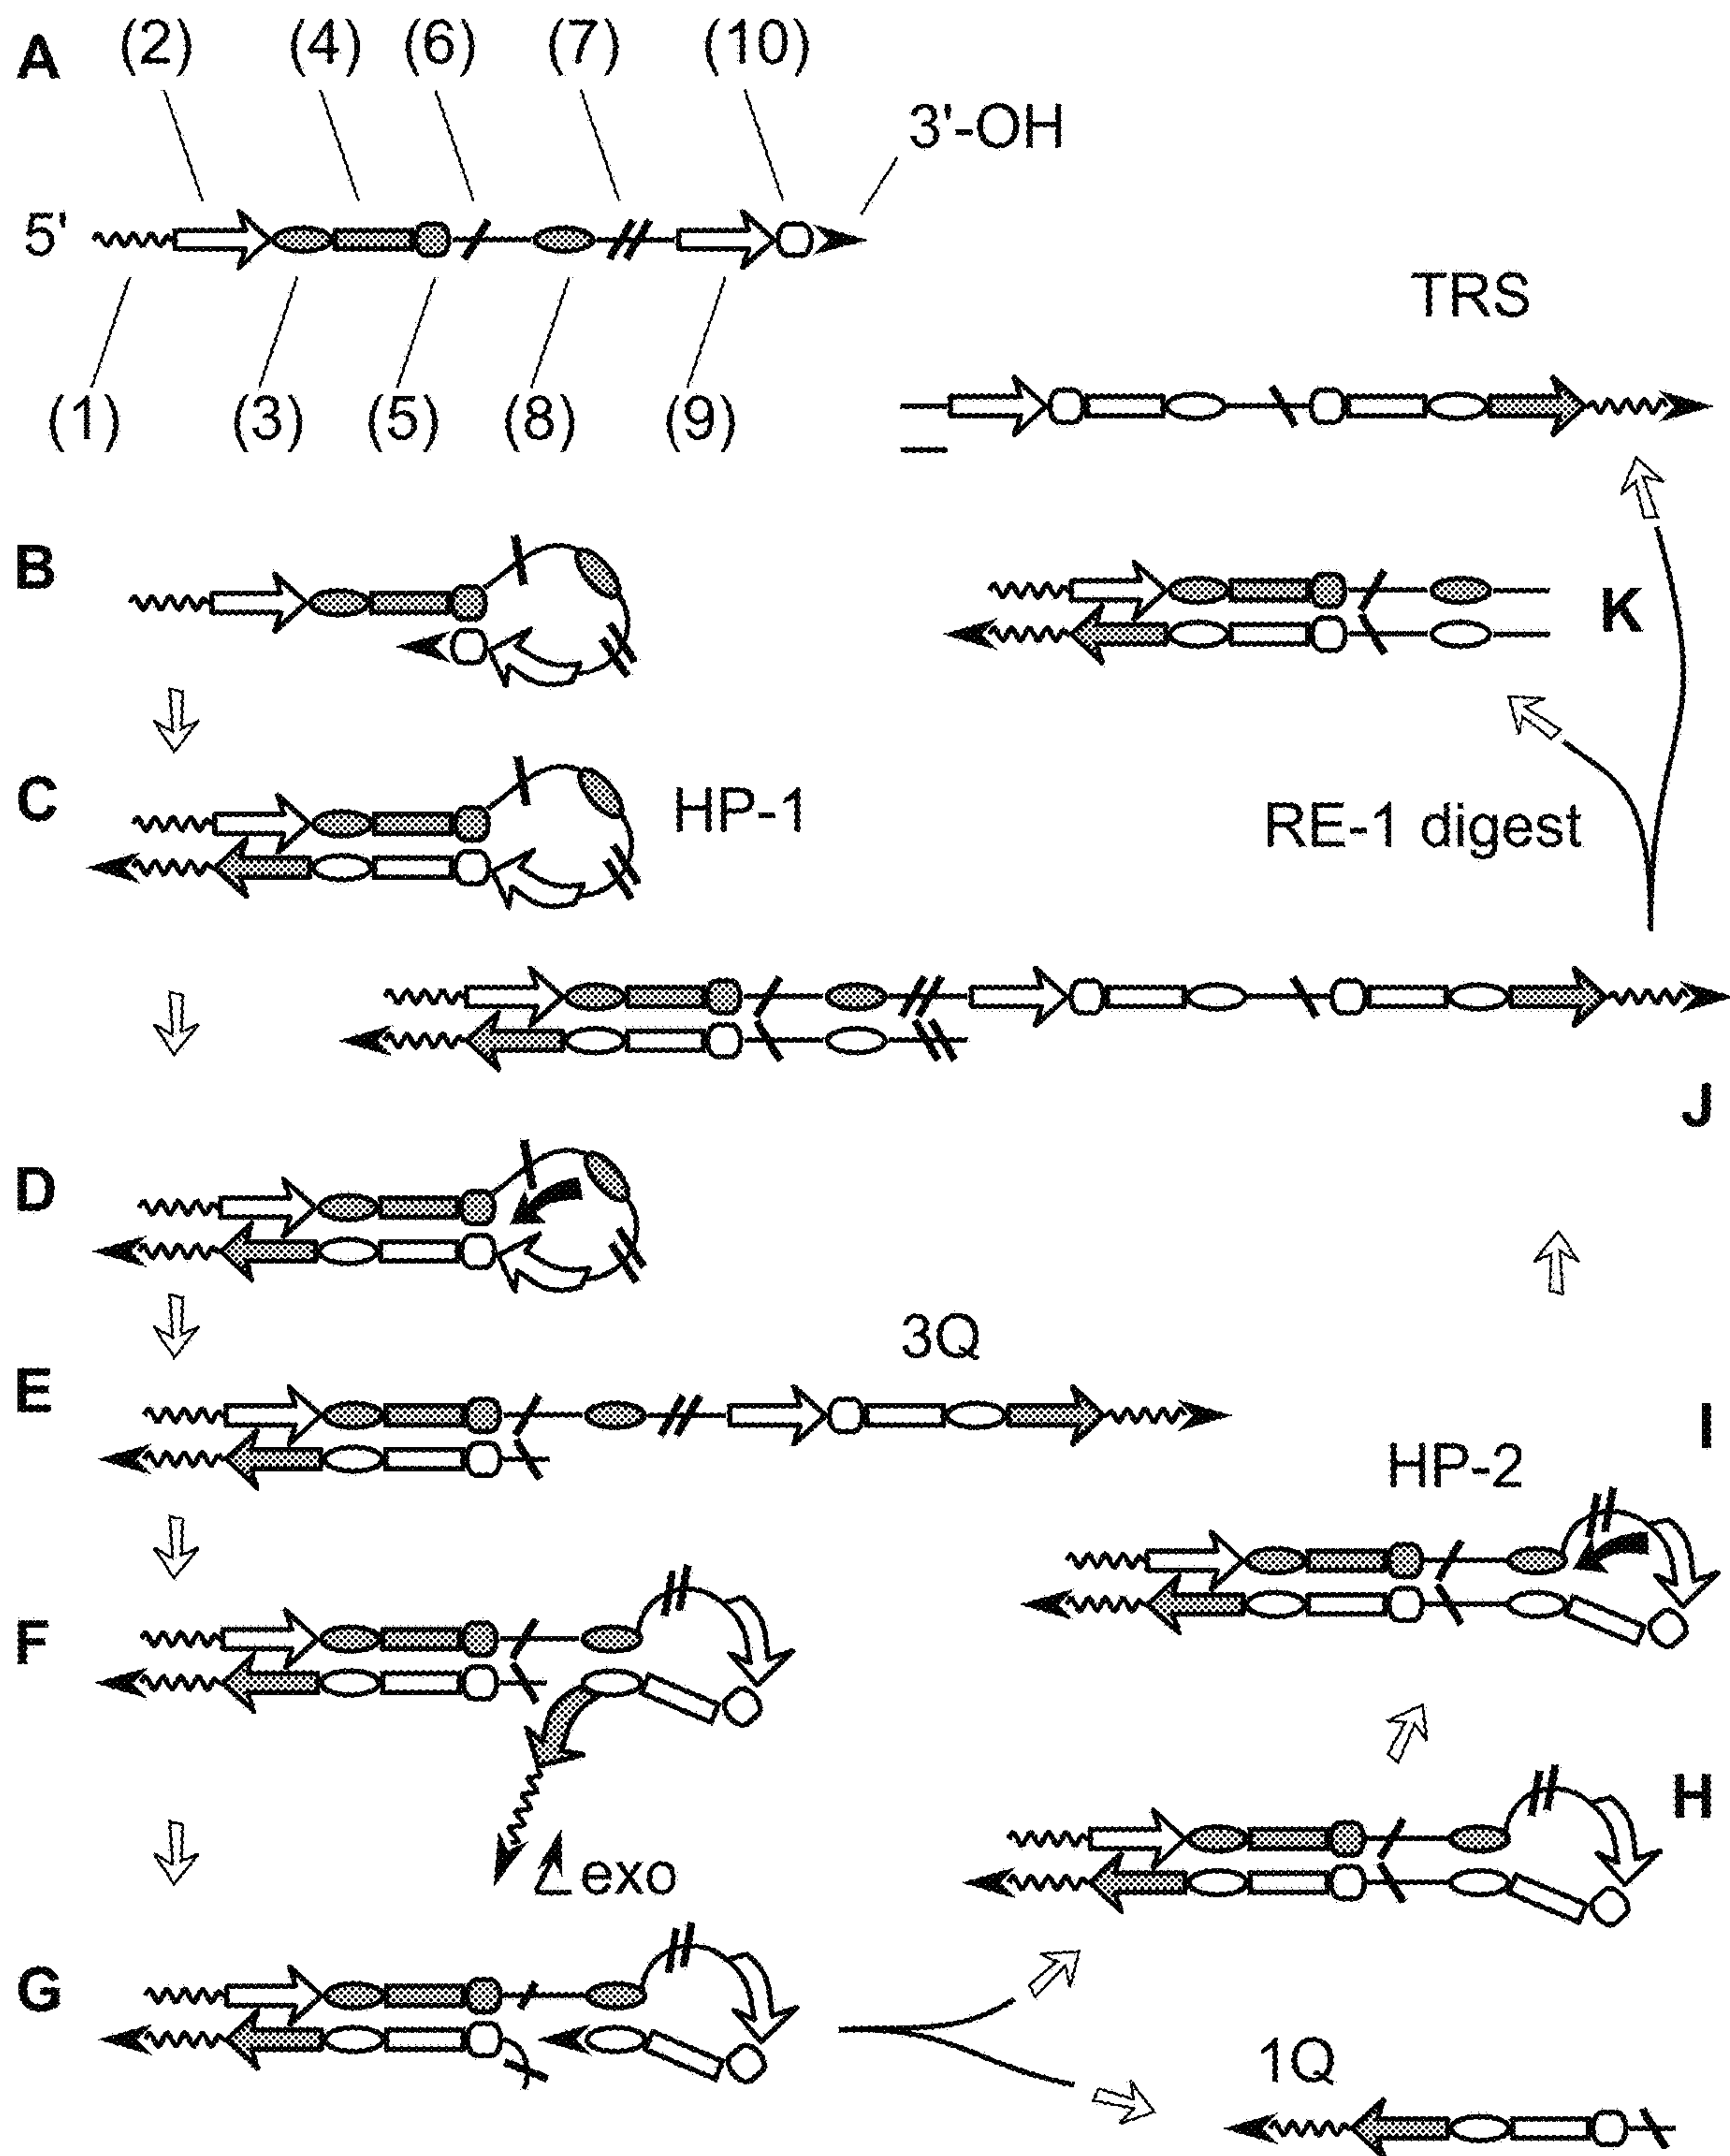 A (2) (4) (6) (7) (10)
3'-OH
5'
(1) (3) (5) (8) (9)
TRS
B
K
C HP-1
RE-1 digest
J
D
3Q
E
I
HP-2
F
H
exo
G
1Q